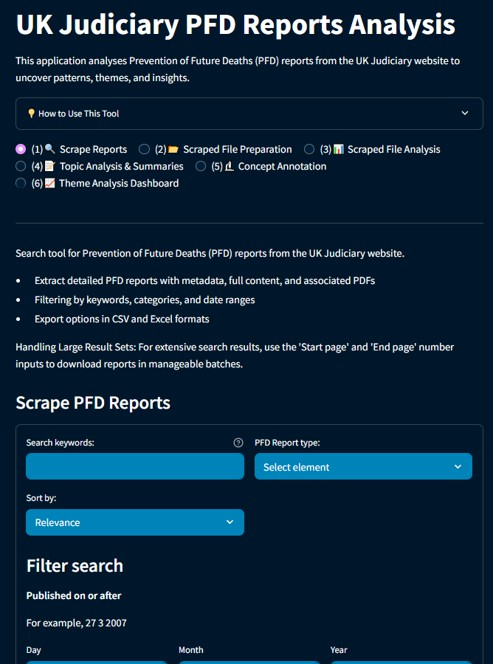 UK Judiciary PFD Reports Analysis
This application analyses Prevention of Future Deaths (PFD) reports from the UK Judiciary website to
uncover patterns, themes, and insights.
How to Use This Tool
(1) Scrape Reports (2) Scraped File Preparation (3) Scraped File Analysis
(4) Topic Analysis & Summaries (5) Concept Annotation
(6) Theme Analysis Dashboard
Search tool for Prevention of Future Deaths (PFD) reports from the UK Judiciary website.
• Extract detailed PFD reports with metadata, full content, and associated PDFs
• Filtering by keywords, categories, and date ranges
• Export options in CSV and Excel formats
Handling Large Result Sets: For extensive search results, use the 'Start page' and 'End page' number
inputs to download reports in manageable batches.
Scrape PFD Reports
Search keywords: PFD Report type:
Select element
Sort by:
Relevance
Filter search
Published on or after
For example, 27 3 2007
Day Month Year